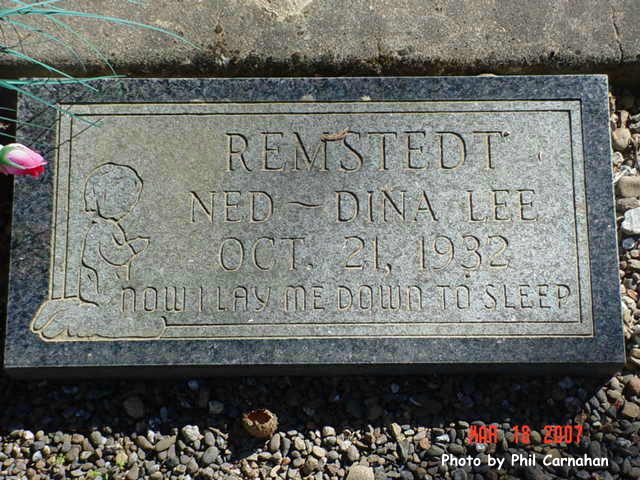 REMSTEDT
NED ~ DINA LEE
OCT. 21, 1932
NOW I LAY ME DOWN TO SLEEP
MAR 18 2007
Photo by Phil Carnahan